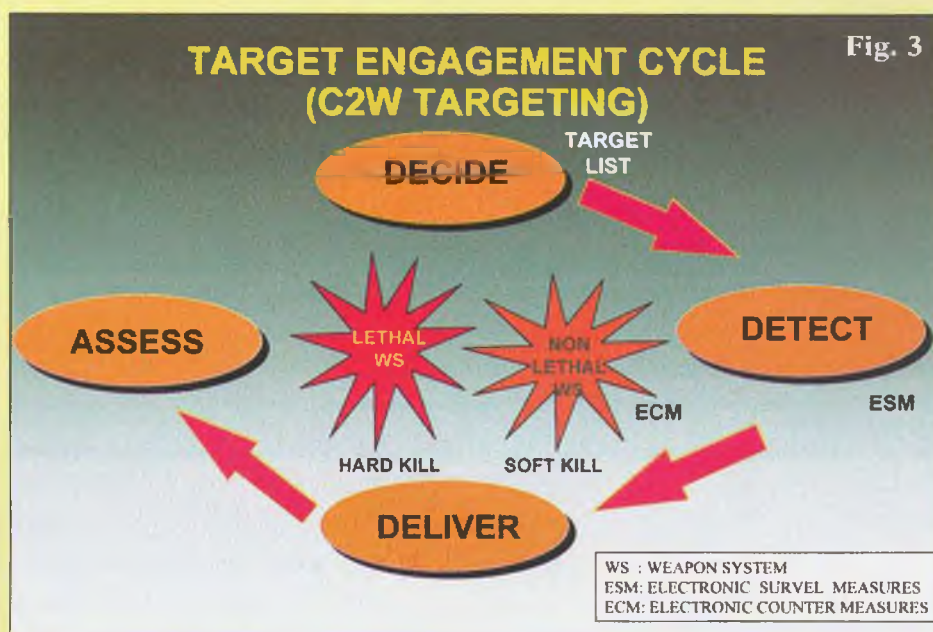 Fig. 3
TARGET ENGAGEMENT CYCLE
(C2W TARGETING)
DECIDE
TARGET
LIST
ASSESS
LETHAL
WS
NON
LETHAL
WS
DETECT
ECM
ESM
HARD KILL
SOFT KILL
DELIVER
WS : WEAPON SYSTEM
ESM: ELECTRONIC SURVEL MEASURES
ECM: ELECTRONIC COUNTER MEASURES